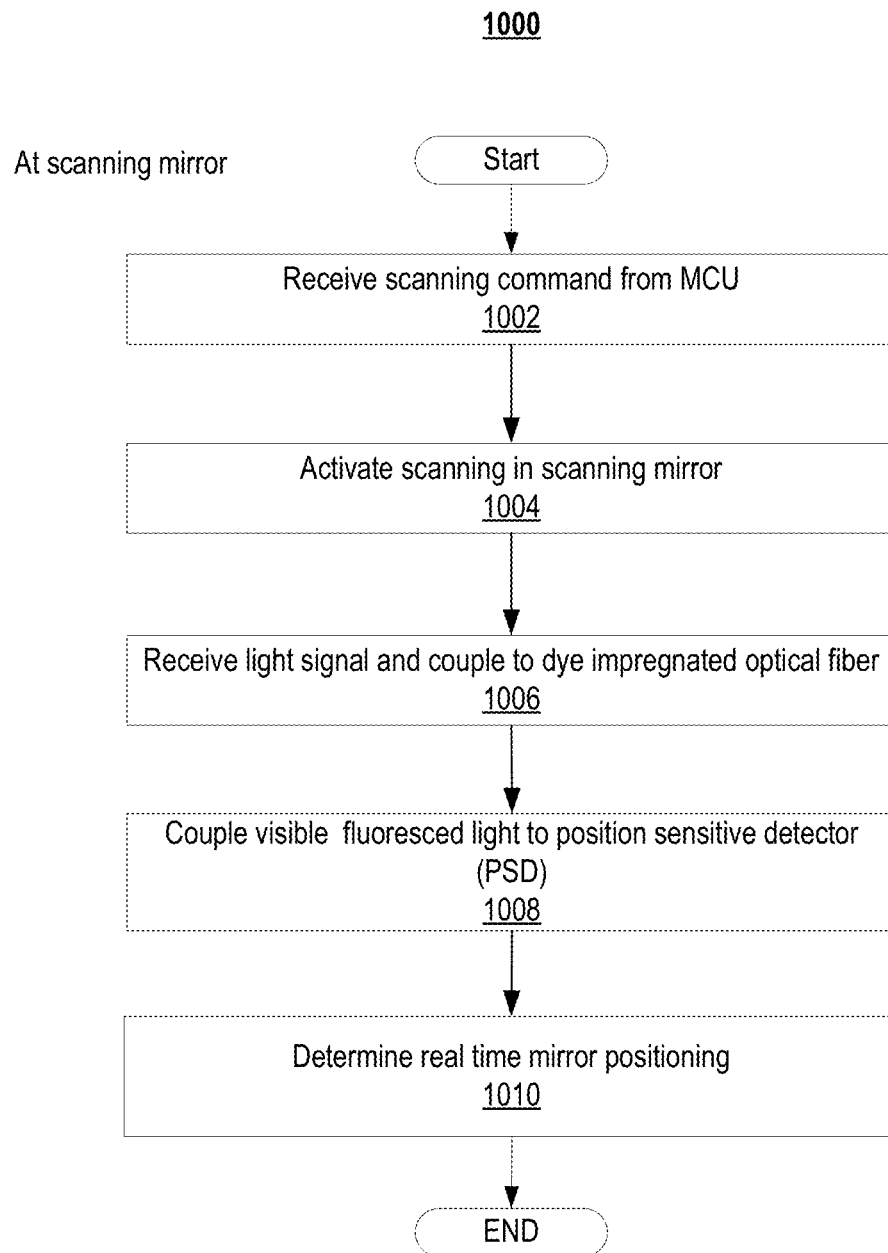 1000
At scanning mirror
Start
Receive scanning command from MCU
1002
Activate scanning in scanning mirror
1004
Receive light signal and couple to dye impregnated optical fiber
1006
Couple visible fluoresced light to position sensitive detector
(PSD)
1008
Determine real time mirror positioning
1010
END